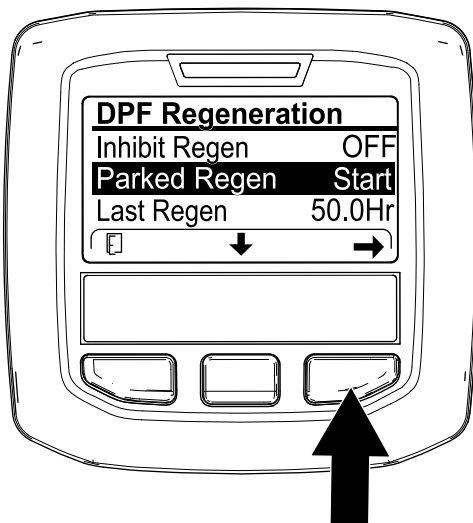 DPF Regeneration
Inhibit Regen OFF
Parked Regen Start
Last Regen 50.0Hr